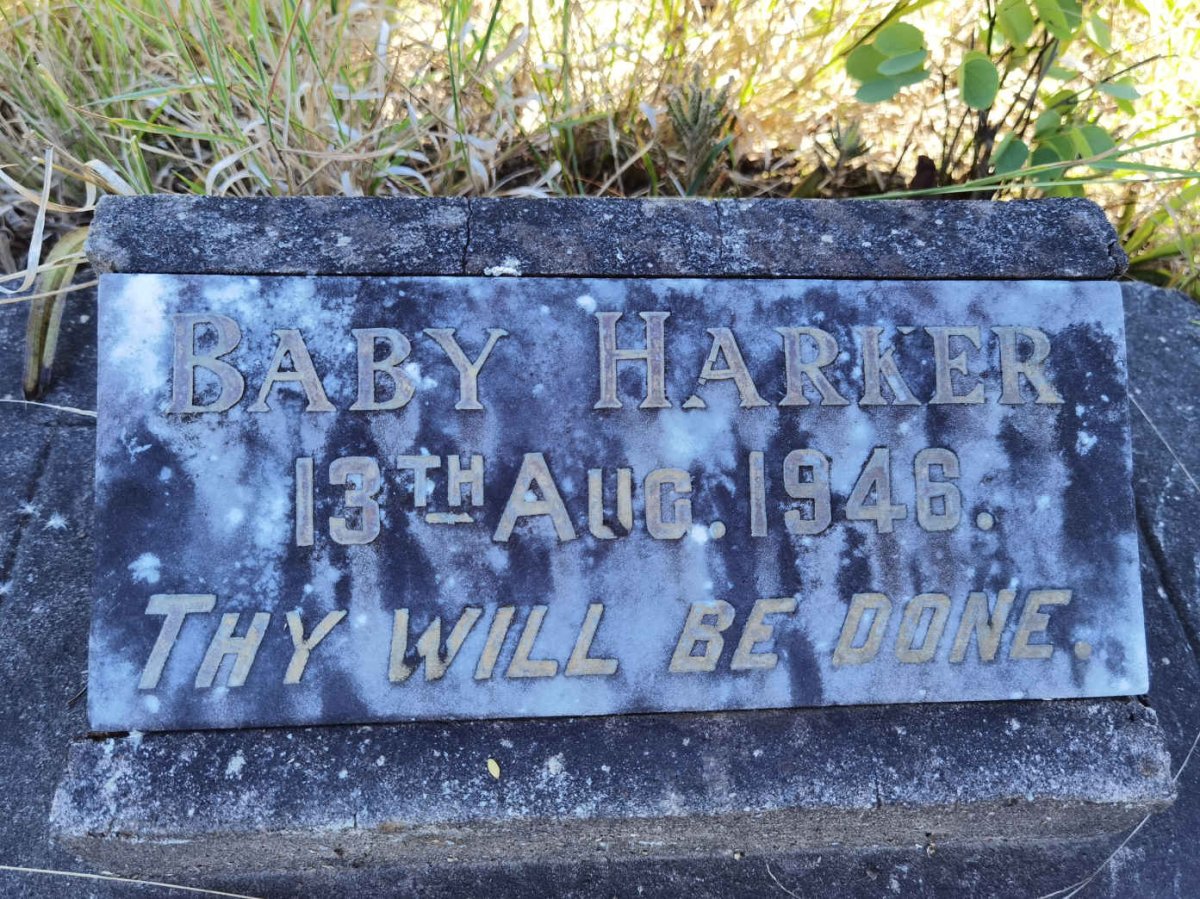 BABY HARKER
13TH AUG. 1946.
THY WILL BE DONE.